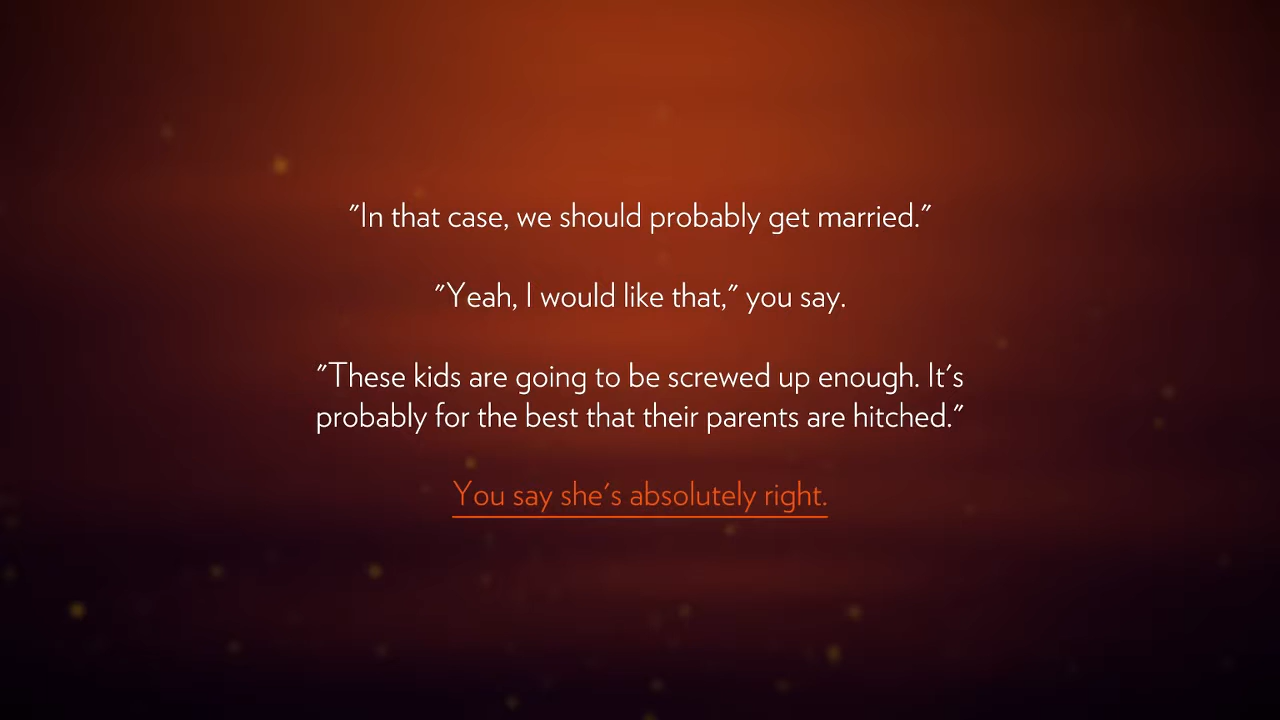 "In that case, we should probably get married."
"Yeah, I would like that," you say.
"These kids are going to be screwed up enough. It's
probably for the best that their parents are hitched."
You say she's absolutely right.